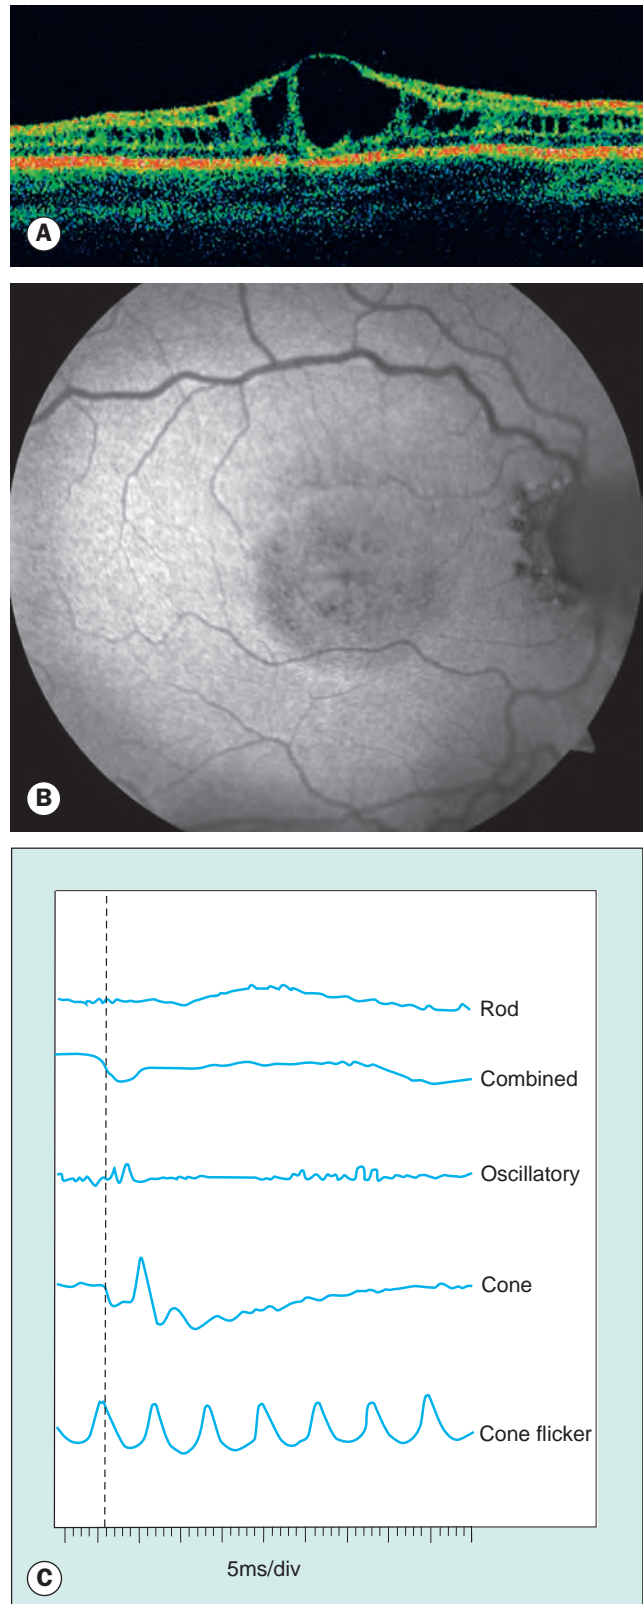 A
B
Rod
Combined
Oscillatory
Cone
Cone flicker
5ms/div
C